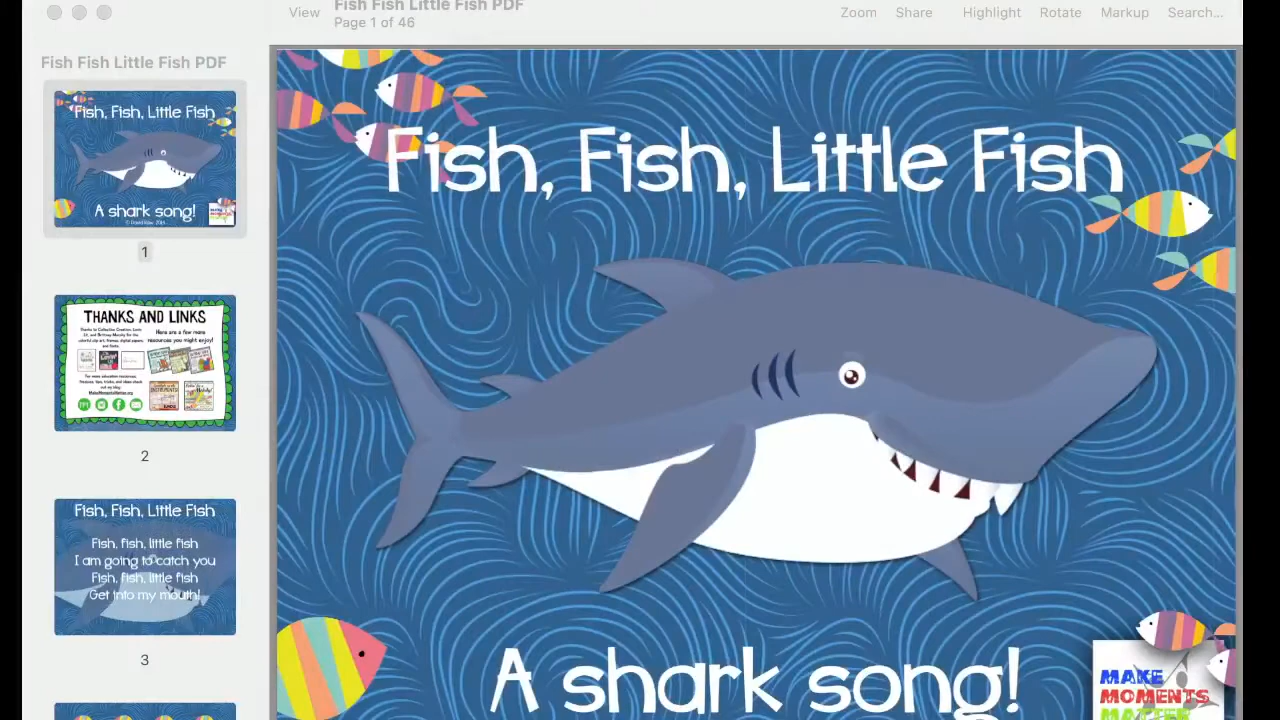 Fish Fish Little Fish PDF
View
Page 1 of 46
Zoom
Share
Highlight
Rotate
Markup
Search...
Fish Fish Little Fish PDF
Fish, Fish, Little Fish
A shark song!
1
THANKS AND LINKS
Here are a few more
resources you might enjoy!
MakeMomentsMatter.org
2
Fish, Fish, Little Fish
Fish, fish, little fish
I am going to catch you
Fish, fish, little fish
Get into my mouth!
3
Fish, Fish, Little Fish
A shark song!
MAKE
MOMENTS
MATTER